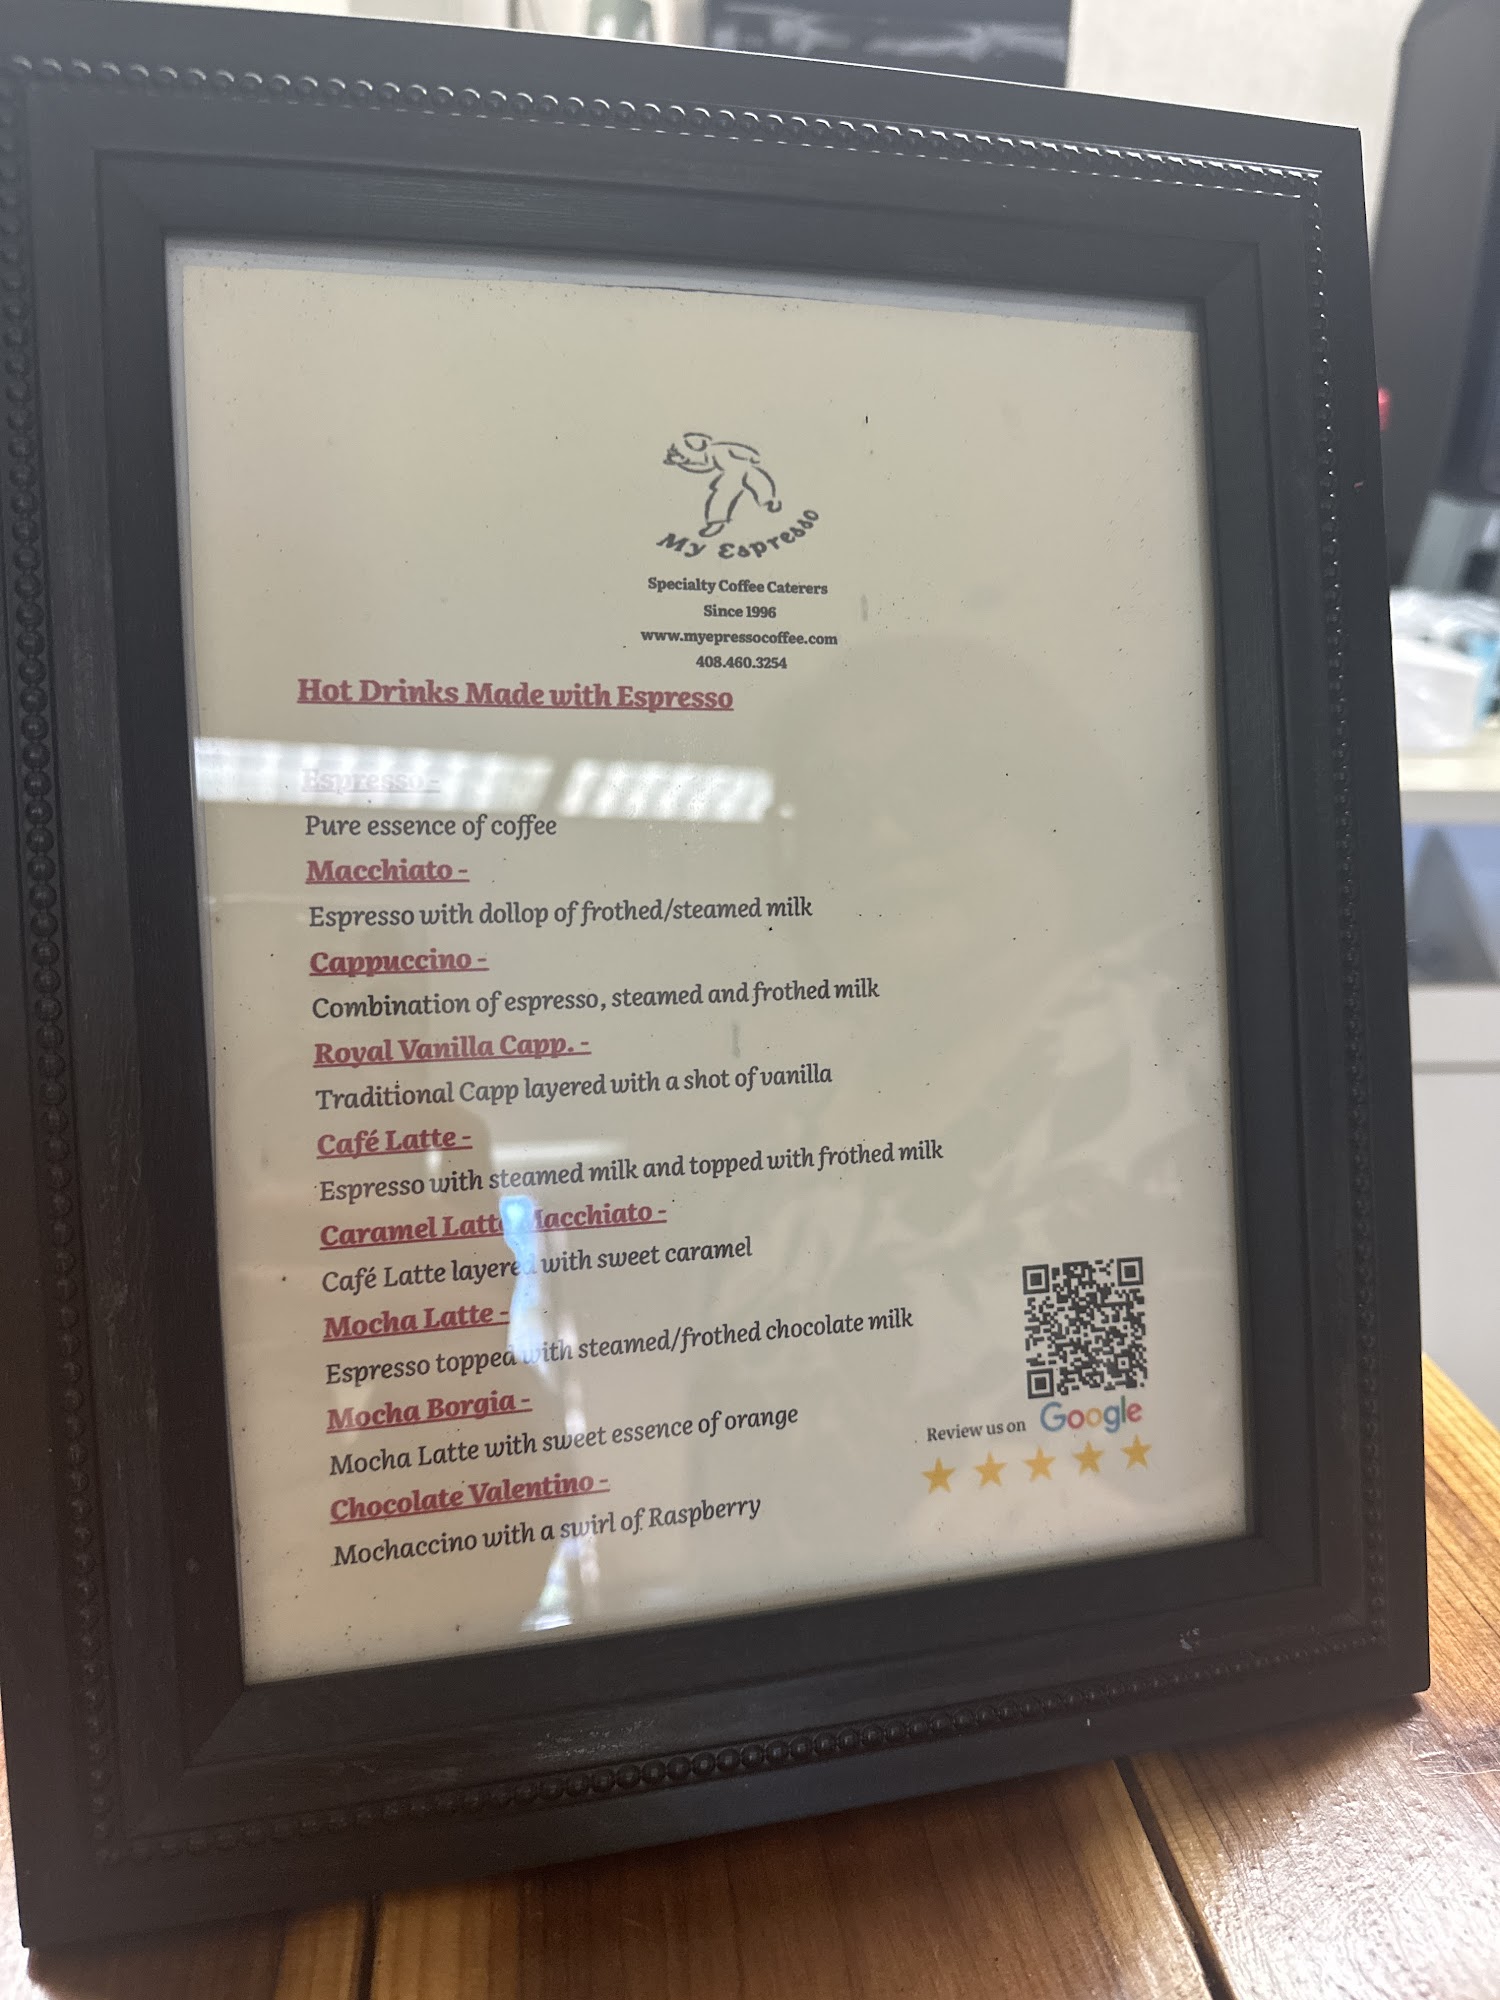 My Espresso
Specialty Coffee Caterers
Since 1996
www.myepressocoffee.com
408.460.3254
Hot Drinks Made with Espresso
Espresso -
Pure essence of coffee
Macchiato -
Espresso with dollop of frothed/steamed milk
Cappuccino -
Combination of espresso, steamed and frothed milk
Royal Vanilla Capp. -
Traditional Capp layered with a shot of vanilla
Café Latte -
Espresso with steamed milk and topped with frothed milk
Caramel Latte Macchiato -
Café Latte layered with sweet caramel
Mocha Latte -
Espresso topped with steamed/frothed chocolate milk
Mocha Borgia -
Mocha Latte with sweet essence of orange
Chocolate Valentino -
Mochaccino with a swirl of Raspberry
Review us on Google